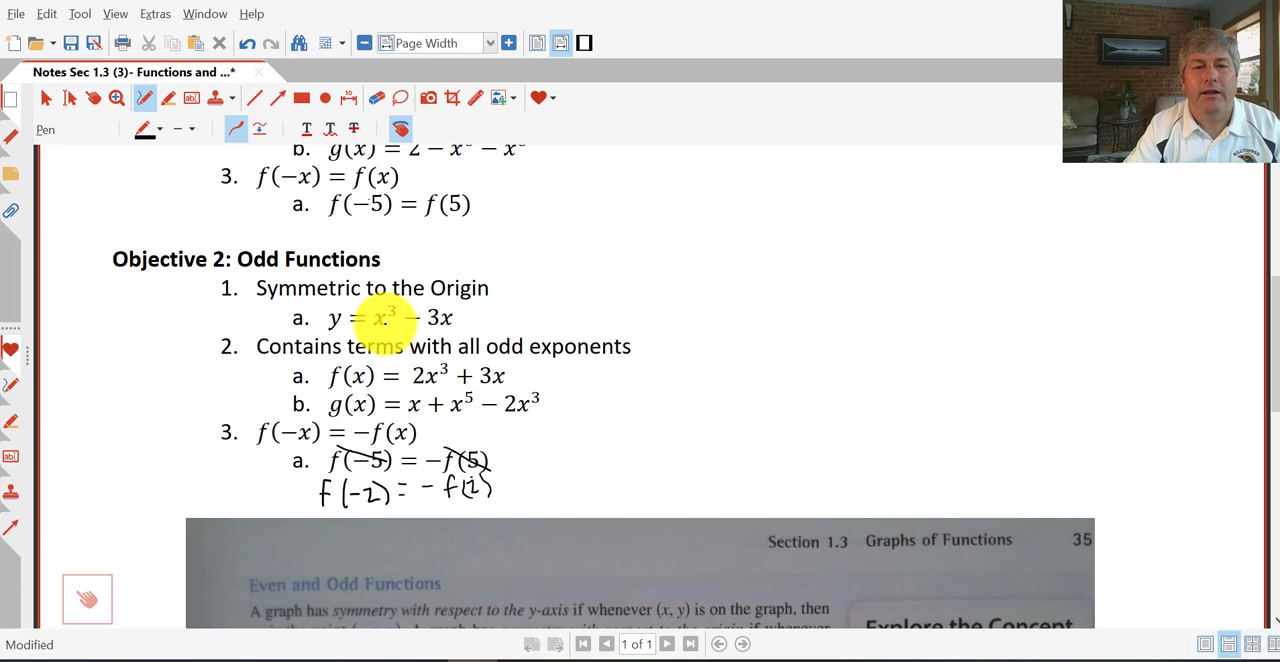 File Edit Tool View Extras Window Help
Page Width
Notes Sec 1.3 (3)- Functions and ...*
Pen
b. g(x) = 2 − x − x
3. f(−x) = f(x)
a. f(−5) = f(5)
Objective 2: Odd Functions
1. Symmetric to the Origin
a. y = x³ − 3x
2. Contains terms with all odd exponents
a. f(x) = 2x³ + 3x
b. g(x) = x + x⁵ − 2x³
3. f(−x) = −f(x)
a. f(−5) = −f(5)
f(-2) = - f(2)
Section 1.3 Graphs of Functions 35
Even and Odd Functions
A graph has symmetry with respect to the y-axis if whenever (x, y) is on the graph, then
Explore the Concept
Modified
1 of 1